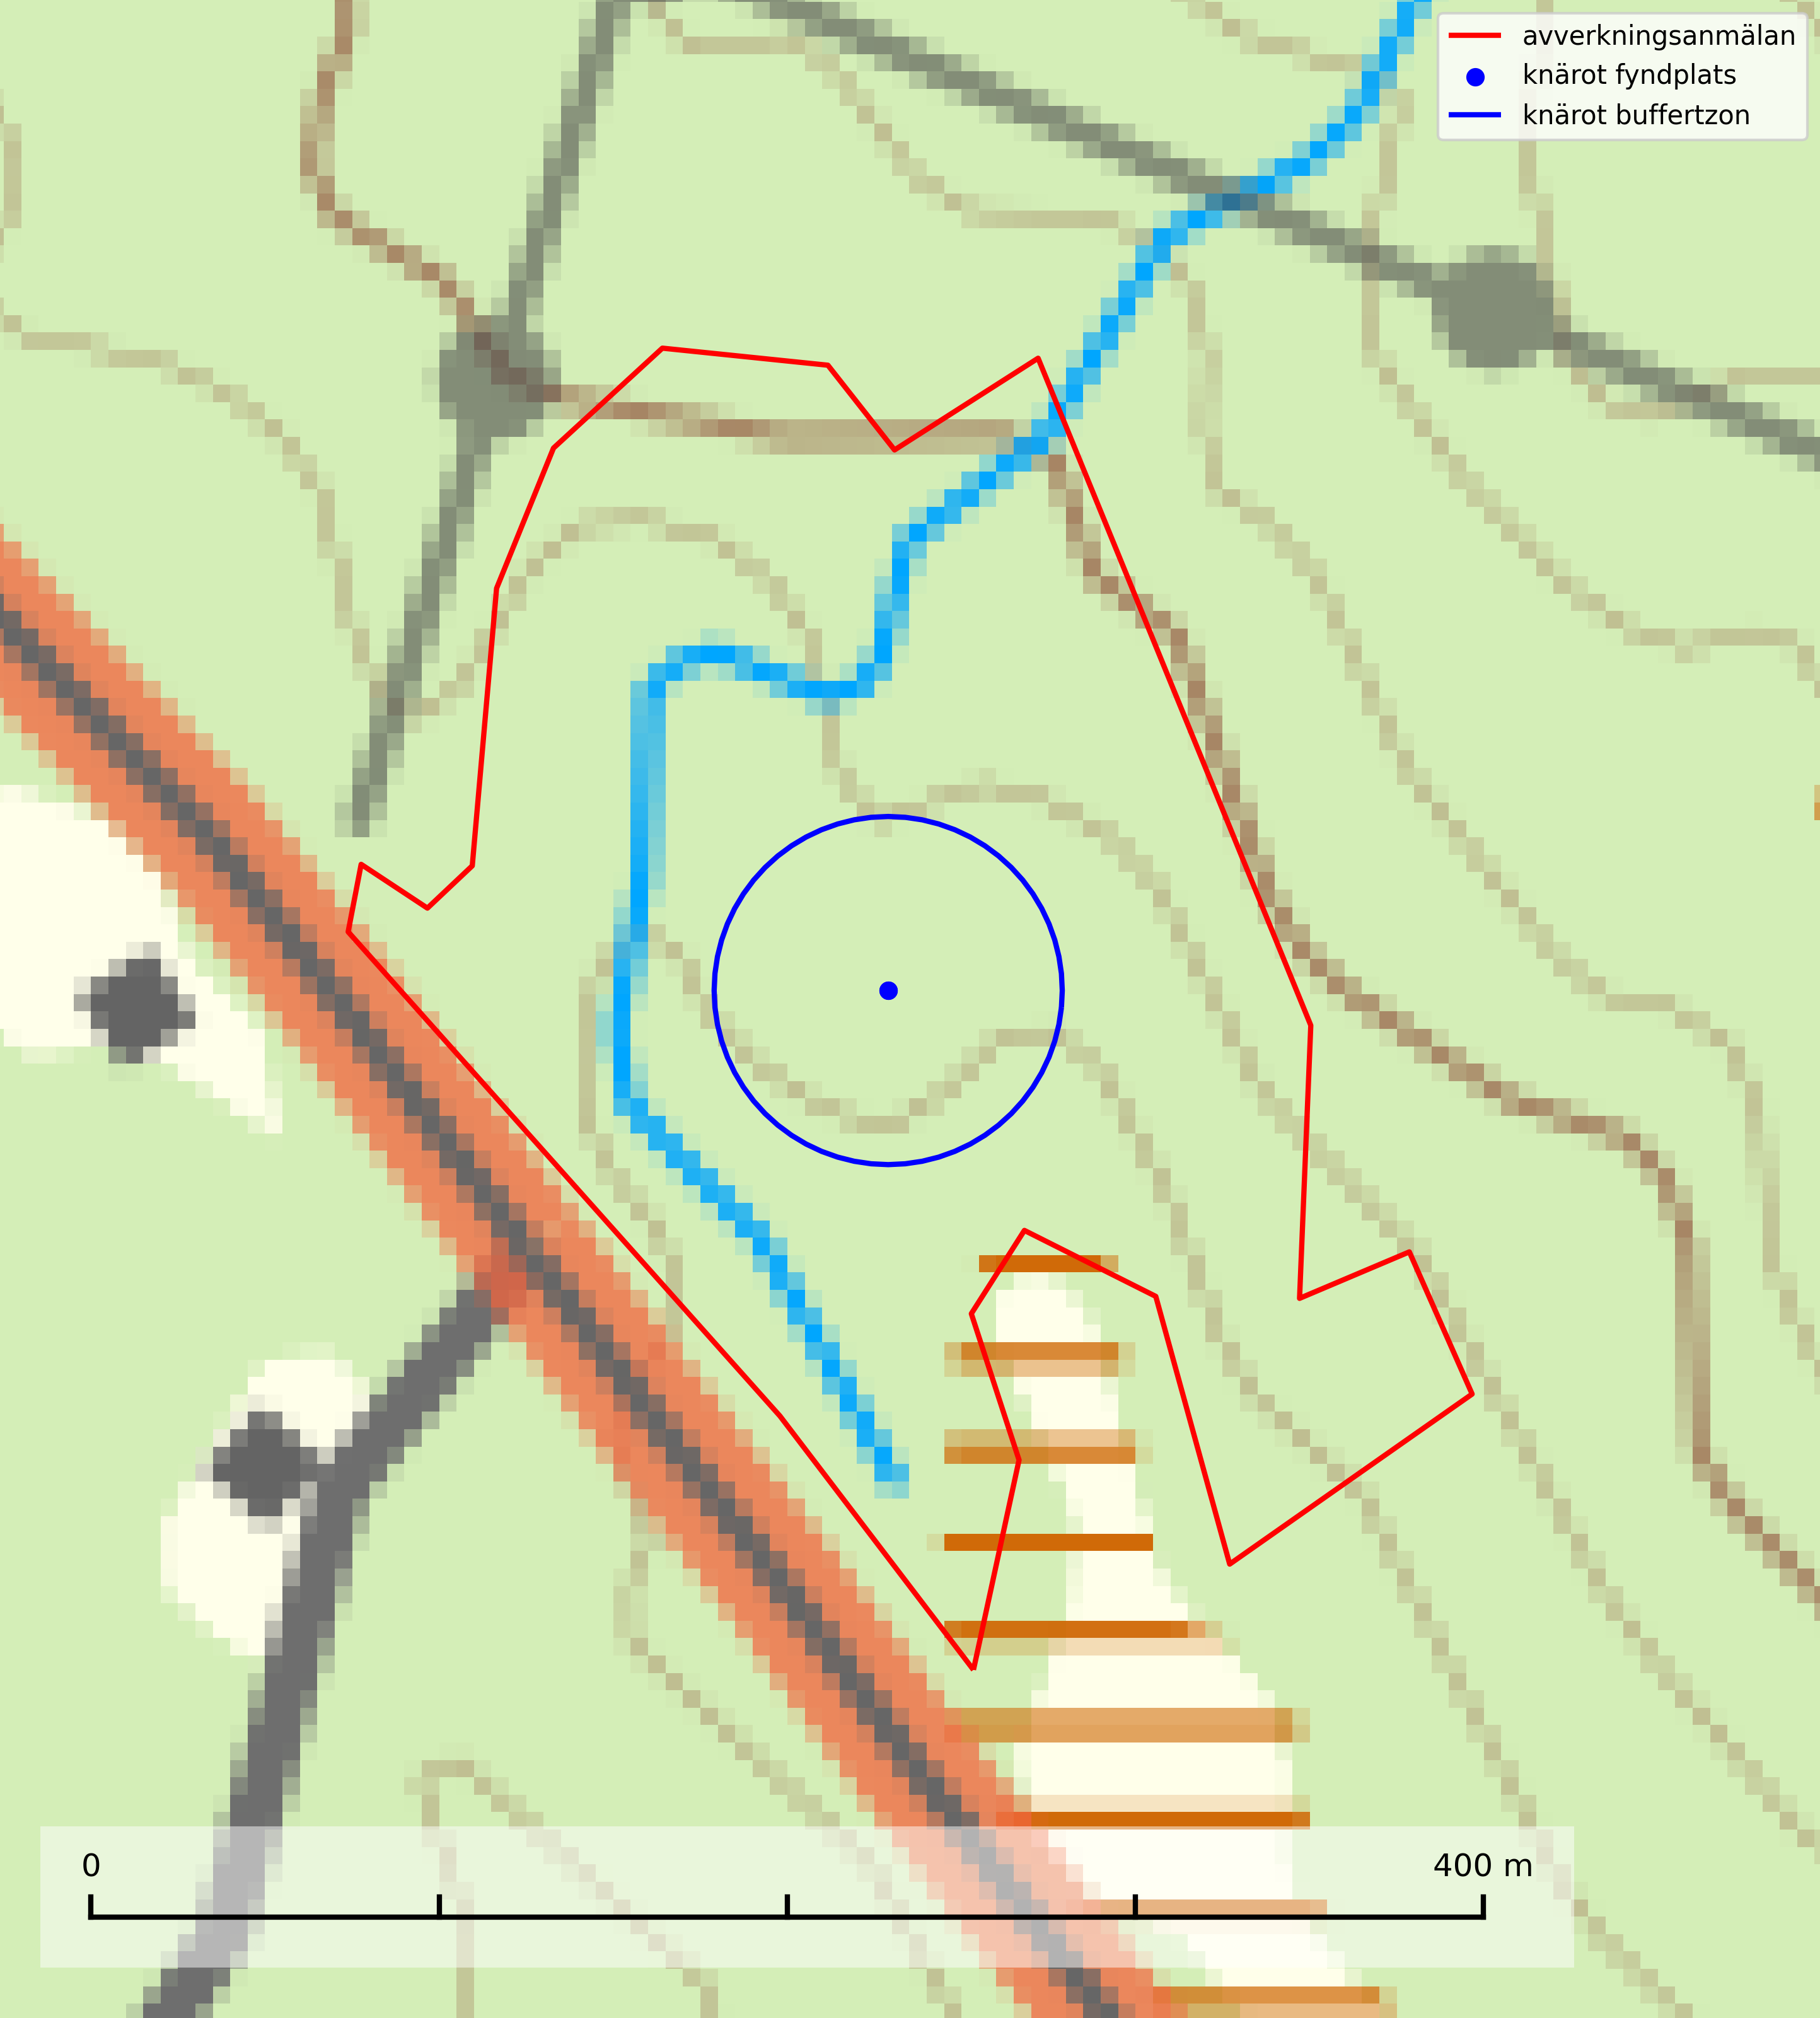 avverkningsanmälan
knärot fyndplats
knärot buffertzon
0
400 m